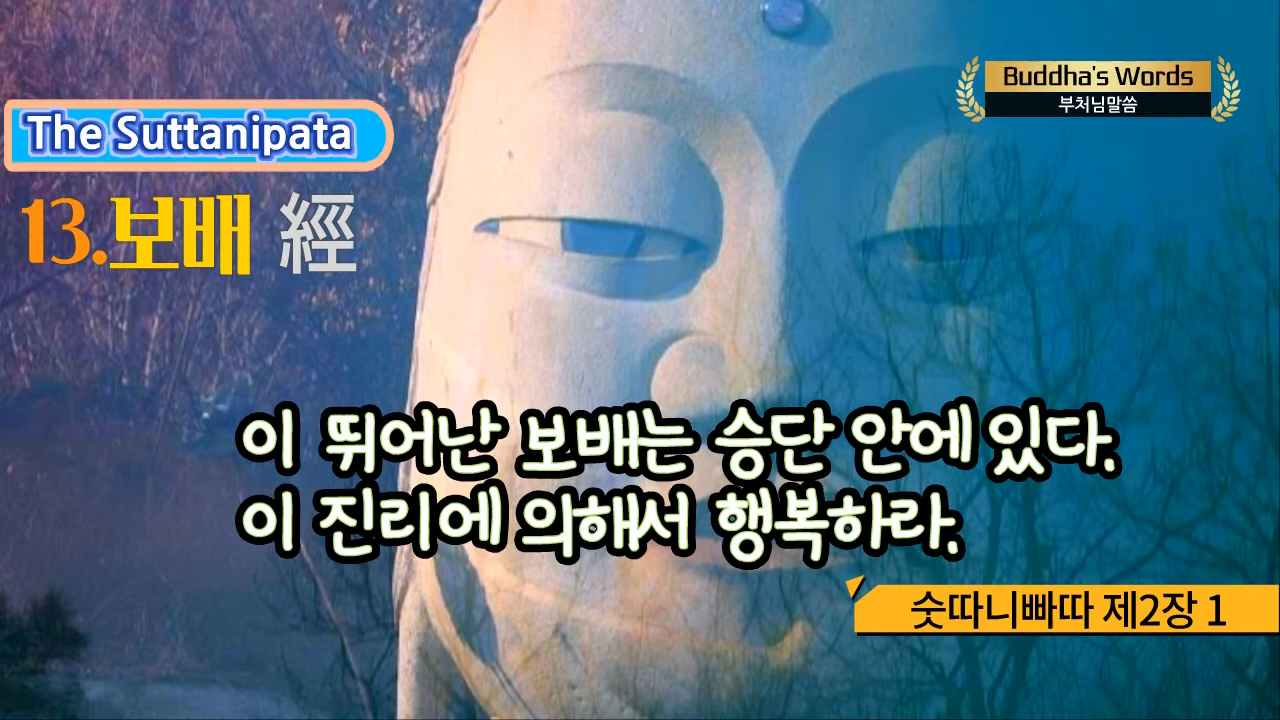 Buddha's Words
부처님말씀
The Suttanipata
13.보배 經
이 뛰어난 보배는 승단 안에 있다.
이 진리에 의해서 행복하라.
숫따니빠따 제2장 1